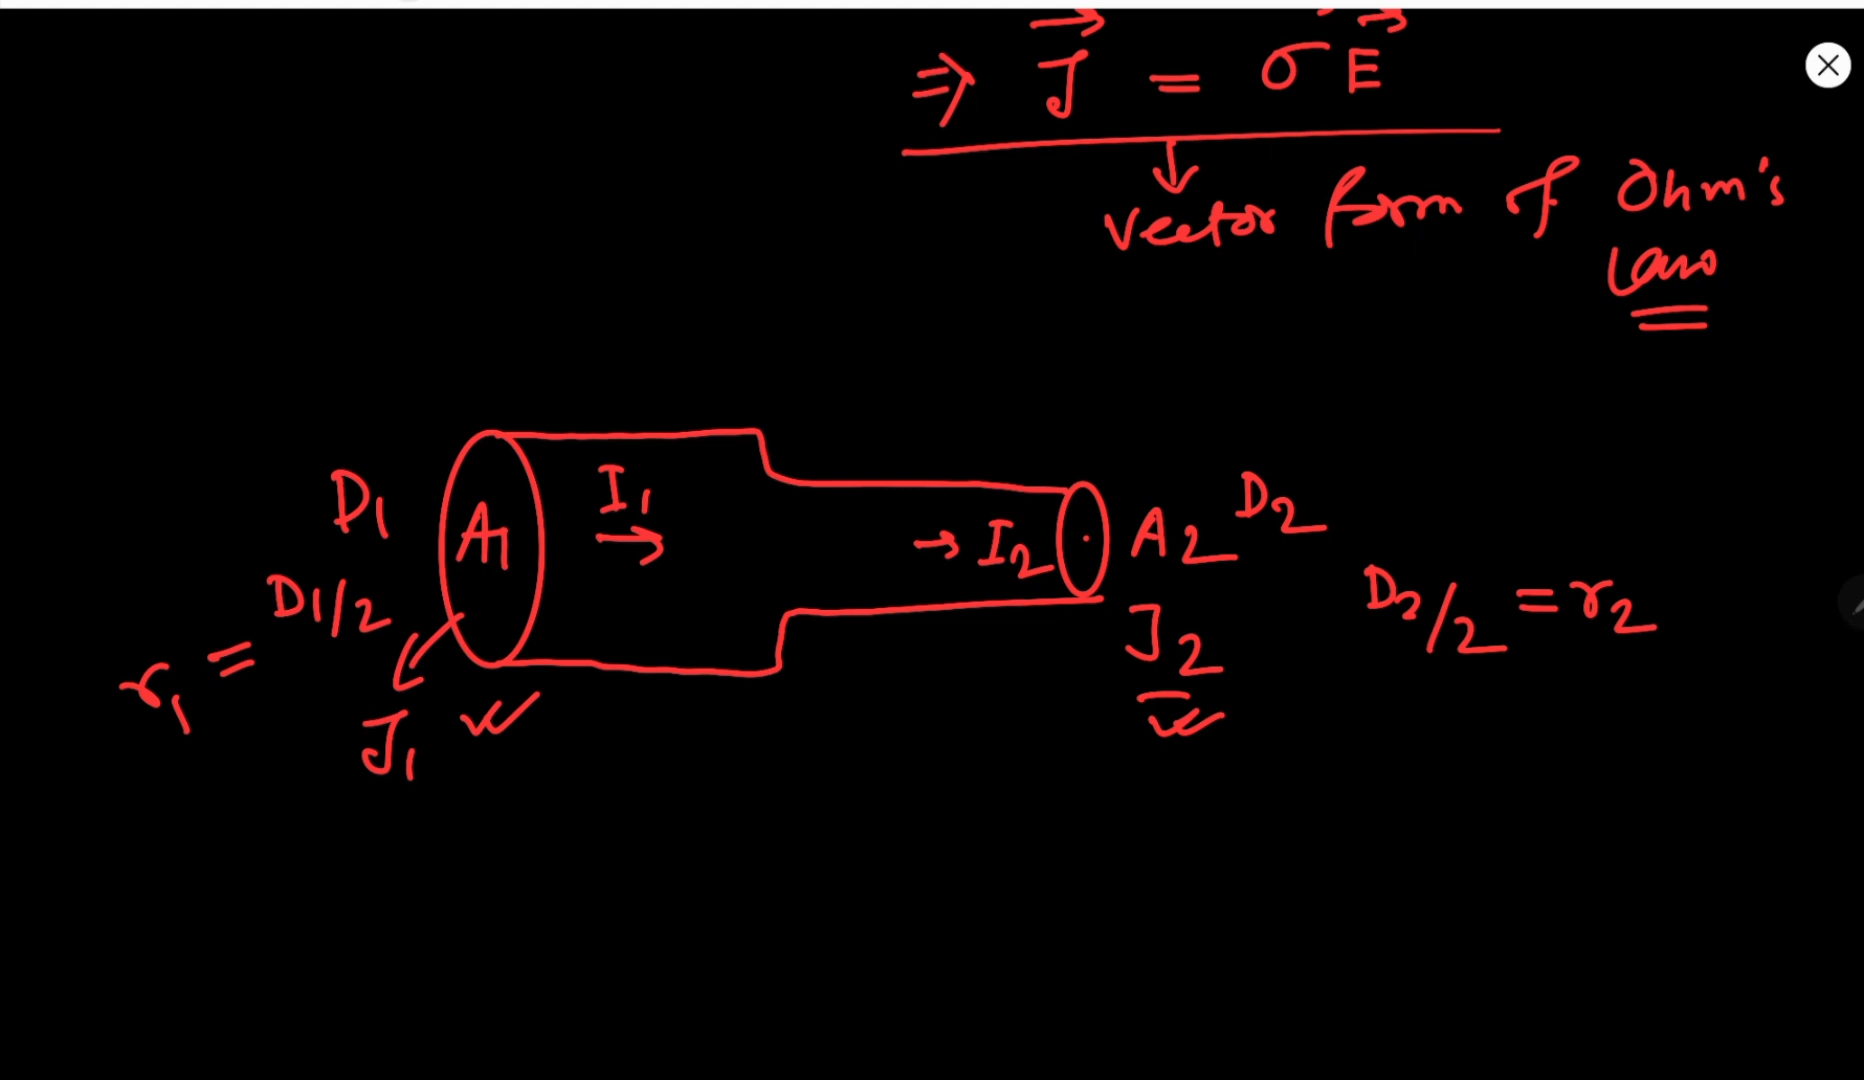 ⇒ J⃗ = σE⃗
vector form of Ohm's
Law
D1
A1
I1
→ I2
A2
D2
r1 = D1/2
D2/2 = r2
J1
J2